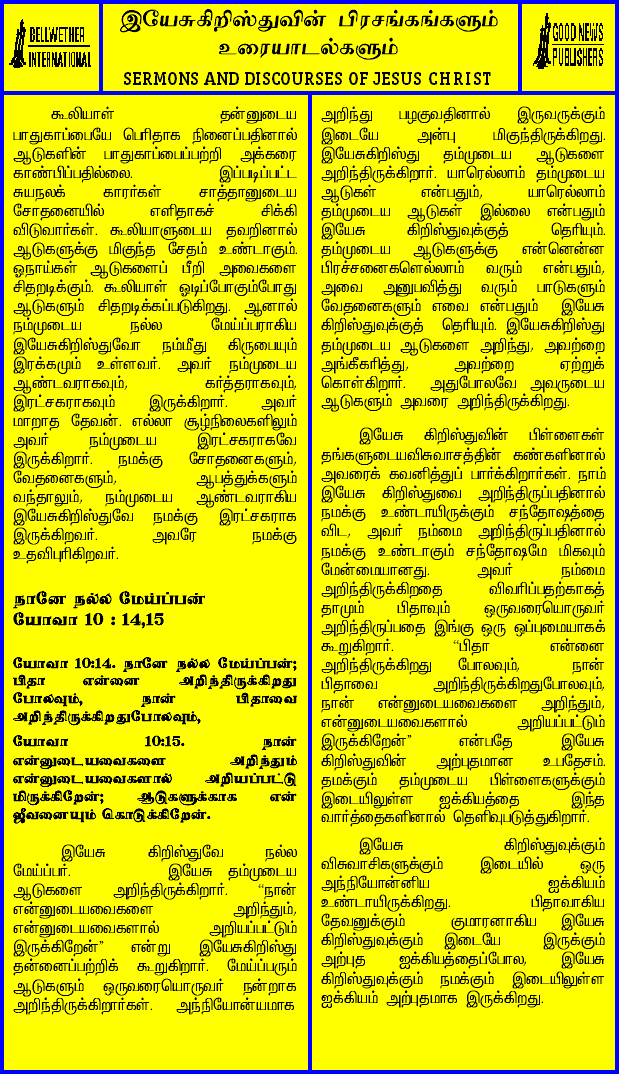 BELLWETHER
INTERNATIONAL
இயேசுகிறிஸ்துவின் பிரசங்கங்களும்
உரையாடல்களும்
SERMONS AND DISCOURSES OF JESUS CHRIST
GOOD NEWS
PUBLISHERS
கூலியாள் தன்னுடைய
பாதுகாப்பையே பெரிதாக நினைப்பதினால்
ஆடுகளின் பாதுகாப்பைப்பற்றி அக்கரை
காண்பிப்பதில்லை. இப்படிப்பட்ட
சுயநலக் காரர்கள் சாத்தானுடைய
சோதனையில் எளிதாகச் சிக்கி
விடுவார்கள். கூலியாளுடைய தவறினால்
ஆடுகளுக்கு மிகுந்த சேதம் உண்டாகும்.
ஓநாய்கள் ஆடுகளைப் பீறி அவைகளை
சிதறடிக்கும். கூலியாள் ஓடிப்போகும்போது
ஆடுகளும் சிதறடிக்கப்படுகிறது. ஆனால்
நம்முடைய நல்ல மேய்ப்பராகிய
இயேசுகிறிஸ்துவோ நம்மீது கிருபையும்
இரக்கமும் உள்ளவர். அவர் நம்முடைய
ஆண்டவராகவும், கர்த்தராகவும்,
இரட்சகராகவும் இருக்கிறார். அவர்
மாறாத தேவன். எல்லா சூழ்நிலைகளிலும்
அவர் நம்முடைய இரட்சகராகவே
இருக்கிறார். நமக்கு சோதனைகளும்,
வேதனைகளும், ஆபத்துக்களும்
வந்தாலும், நம்முடைய ஆண்டவராகிய
இயேசுகிறிஸ்துவே நமக்கு இரட்சகராக
இருக்கிறவர். அவரே நமக்கு
உதவிபுரிகிறவர்.
நானே நல்ல மேய்ப்பன்
யோவா 10 : 14,15
யோவா 10:14. நானே நல்ல மேய்ப்பன்;
பிதா என்னை அறிந்திருக்கிறது
போலவும், நான் பிதாவை
அறிந்திருக்கிறதுபோலவும்,
யோவா 10:15. நான்
என்னுடையவைகளை அறிந்தும்
என்னுடையவைகளால் அறியப்பட்டு
மிருக்கிறேன்; ஆடுகளுக்காக என்
ஜீவனையும் கொடுக்கிறேன்.
இயேசு கிறிஸ்துவே நல்ல
மேய்ப்பர். இயேசு தம்முடைய
ஆடுகளை அறிந்திருக்கிறார். “நான்
என்னுடையவைகளை அறிந்தும்,
என்னுடையவைகளால் அறியப்பட்டும்
இருக்கிறேன்” என்று இயேசுகிறிஸ்து
தன்னைப்பற்றிக் கூறுகிறார். மேய்ப்பரும்
ஆடுகளும் ஒருவரையொருவர் நன்றாக
அறிந்திருக்கிறார்கள். அந்நியோன்யமாக
அறிந்து பழகுவதினால் இருவருக்கும்
இடையே அன்பு மிகுந்திருக்கிறது.
இயேசுகிறிஸ்து தம்முடைய ஆடுகளை
அறிந்திருக்கிறார். யாரெல்லாம் தம்முடைய
ஆடுகள் என்பதும், யாரெல்லாம்
தம்முடைய ஆடுகள் இல்லை என்பதும்
இயேசு கிறிஸ்துவுக்குத் தெரியும்.
தம்முடைய ஆடுகளுக்கு என்னென்ன
பிரச்சனைகளெல்லாம் வரும் என்பதும்,
அவை அனுபவித்து வரும் பாடுகளும்
வேதனைகளும் எவை என்பதும் இயேசு
கிறிஸ்துவுக்குத் தெரியும். இயேசுகிறிஸ்து
தம்முடைய ஆடுகளை அறிந்து, அவற்றை
அங்கீகரித்து, அவற்றை ஏற்றுக்
கொள்கிறார். அதுபோலவே அவருடைய
ஆடுகளும் அவரை அறிந்திருக்கிறது.
இயேசு கிறிஸ்துவின் பிள்ளைகள்
தங்களுடையவிசுவாசத்தின் கண்களினால்
அவரைக் கவனித்துப் பார்க்கிறார்கள். நாம்
இயேசு கிறிஸ்துவை அறிந்திருப்பதினால்
நமக்கு உண்டாயிருக்கும் சந்தோஷத்தை
விட, அவர் நம்மை அறிந்திருப்பதினால்
நமக்கு உண்டாகும் சந்தோஷமே மிகவும்
மேன்மையானது. அவர் நம்மை
அறிந்திருக்கிறதை விவரிப்பதற்காகத்
தாமும் பிதாவும் ஒருவரையொருவர்
அறிந்திருப்பதை இங்கு ஒரு ஒப்புமையாகக்
கூறுகிறார். “பிதா என்னை
அறிந்திருக்கிறது போலவும், நான்
பிதாவை அறிந்திருக்கிறதுபோலவும்,
நான் என்னுடையவைகளை அறிந்தும்,
என்னுடையவைகளால் அறியப்பட்டும்
இருக்கிறேன்” என்பதே இயேசு
கிறிஸ்துவின் அற்புதமான உபதேசம்.
தமக்கும் தம்முடைய பிள்ளைகளுக்கும்
இடையிலுள்ள ஐக்கியத்தை இந்த
வார்த்தைகளினால் தெளிவுபடுத்துகிறார்.
இயேசு கிறிஸ்துவுக்கும்
விசுவாசிகளுக்கும் இடையில் ஒரு
அந்நியோன்னிய ஐக்கியம்
உண்டாயிருக்கிறது. பிதாவாகிய
தேவனுக்கும் குமாரனாகிய இயேசு
கிறிஸ்துவுக்கும் இடையே இருக்கும்
அற்புத ஐக்கியத்தைப்போல, இயேசு
கிறிஸ்துவுக்கும் நமக்கும் இடையிலுள்ள
ஐக்கியம் அற்புதமாக இருக்கிறது.